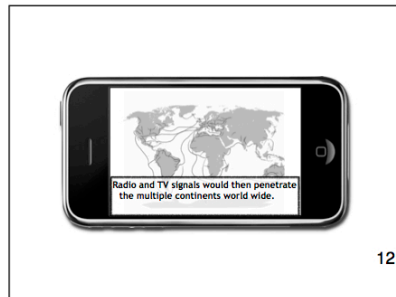 Radio and TV signals would then penetrate
the multiple continents world wide.
12